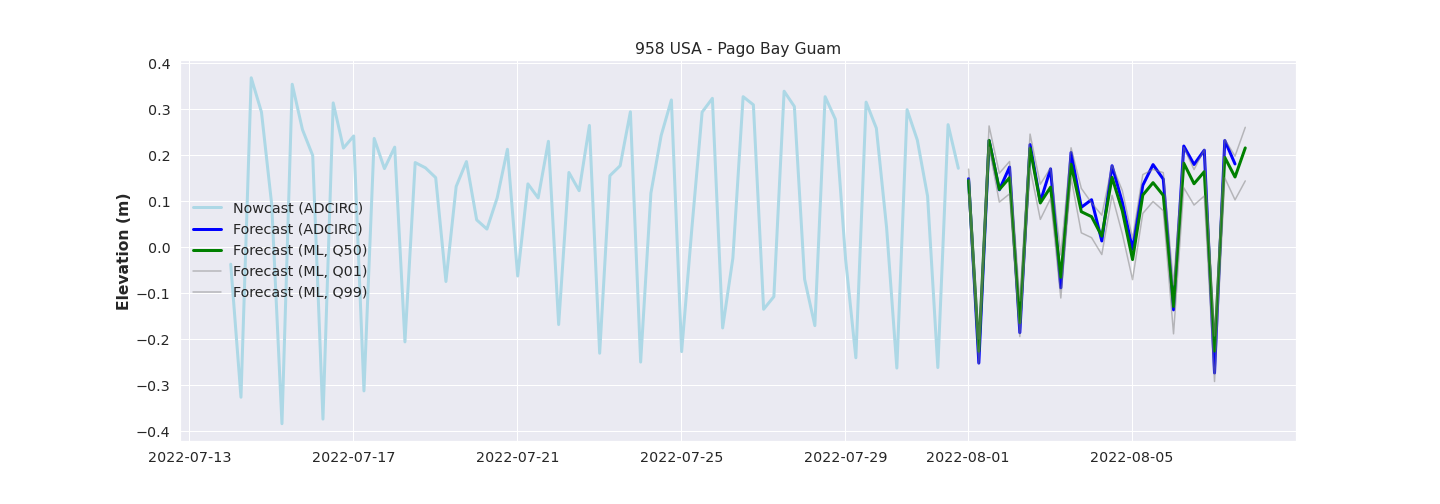 958 USA - Pago Bay Guam
Elevation (m)
0.4
0.3
0.2
0.1
0.0
−0.1
−0.2
−0.3
−0.4
Nowcast (ADCIRC)
Forecast (ADCIRC)
Forecast (ML, Q50)
Forecast (ML, Q01)
Forecast (ML, Q99)
2022-07-13 2022-07-17 2022-07-21 2022-07-25 2022-07-29 2022-08-01 2022-08-05